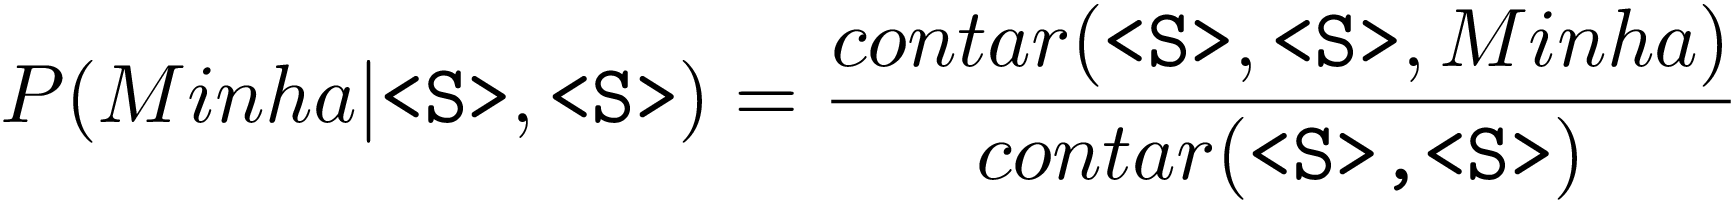 P(Minha|<S>, <S>) = contar(<S>, <S>, Minha)
contar(<S>,<S>)